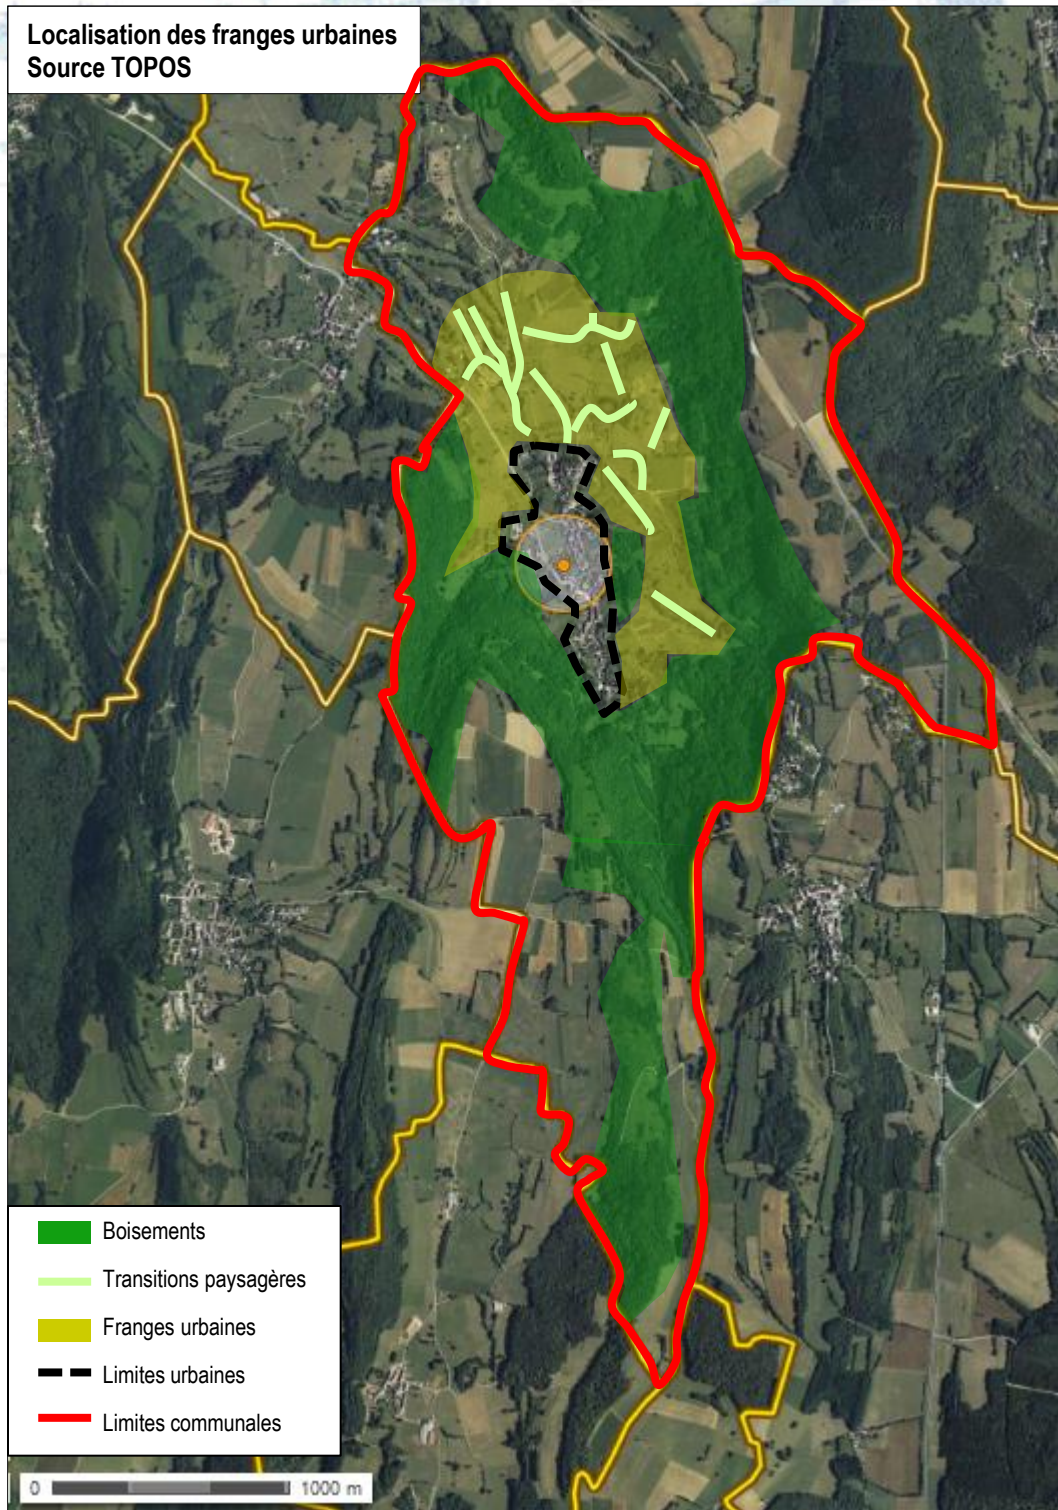 Localisation des franges urbaines
Source TOPOS
Boisements
Transitions paysagères
Franges urbaines
Limites urbaines
Limites communales
0 1000 m